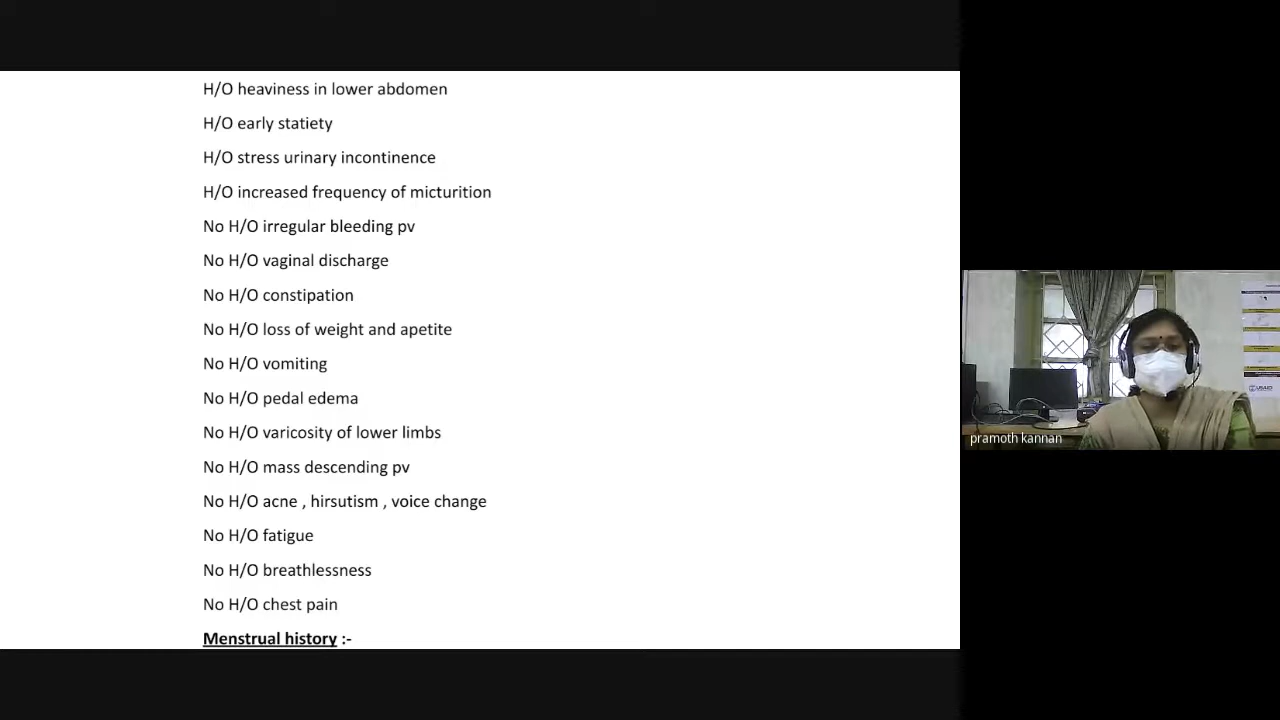 H/O heaviness in lower abdomen
H/O early statiety
H/O stress urinary incontinence
H/O increased frequency of micturition
No H/O irregular bleeding pv
No H/O vaginal discharge
No H/O constipation
No H/O loss of weight and apetite
No H/O vomiting
No H/O pedal edema
No H/O varicosity of lower limbs
No H/O mass descending pv
No H/O acne , hirsutism , voice change
No H/O fatigue
No H/O breathlessness
No H/O chest pain
Menstrual history :-
USAID
pramoth kannan